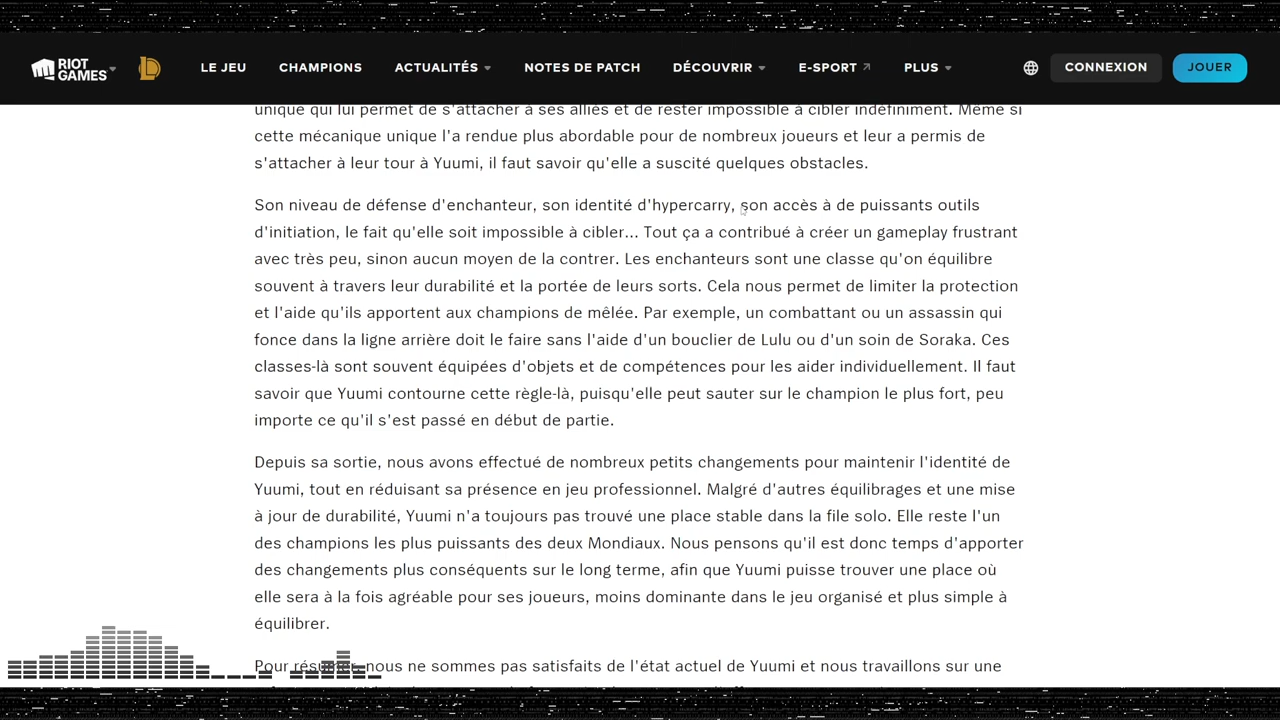 RIOT GAMES LE JEU CHAMPIONS ACTUALITÉS NOTES DE PATCH DÉCOUVRIR E-SPORT PLUS CONNEXION JOUER
unique qui lui permet de s'attacher à ses alliés et de rester impossible à cibler indéfiniment. Même si
cette mécanique unique l'a rendue plus abordable pour de nombreux joueurs et leur a permis de
s'attacher à leur tour à Yuumi, il faut savoir qu'elle a suscité quelques obstacles.
Son niveau de défense d'enchanteur, son identité d'hypercarry, son accès à de puissants outils
d'initiation, le fait qu'elle soit impossible à cibler... Tout ça a contribué à créer un gameplay frustrant
avec très peu, sinon aucun moyen de la contrer. Les enchanteurs sont une classe qu'on équilibre
souvent à travers leur durabilité et la portée de leurs sorts. Cela nous permet de limiter la protection
et l'aide qu'ils apportent aux champions de mêlée. Par exemple, un combattant ou un assassin qui
fonce dans la ligne arrière doit le faire sans l'aide d'un bouclier de Lulu ou d'un soin de Soraka. Ces
classes-là sont souvent équipées d'objets et de compétences pour les aider individuellement. Il faut
savoir que Yuumi contourne cette règle-là, puisqu'elle peut sauter sur le champion le plus fort, peu
importe ce qu'il s'est passé en début de partie.
Depuis sa sortie, nous avons effectué de nombreux petits changements pour maintenir l'identité de
Yuumi, tout en réduisant sa présence en jeu professionnel. Malgré d'autres équilibrages et une mise
à jour de durabilité, Yuumi n'a toujours pas trouvé une place stable dans la file solo. Elle reste l'un
des champions les plus puissants des deux Mondiaux. Nous pensons qu'il est donc temps d'apporter
des changements plus conséquents sur le long terme, afin que Yuumi puisse trouver une place où
elle sera à la fois agréable pour ses joueurs, moins dominante dans le jeu organisé et plus simple à
équilibrer.
Pour résumer, nous ne sommes pas satisfaits de l'état actuel de Yuumi et nous travaillons sur une